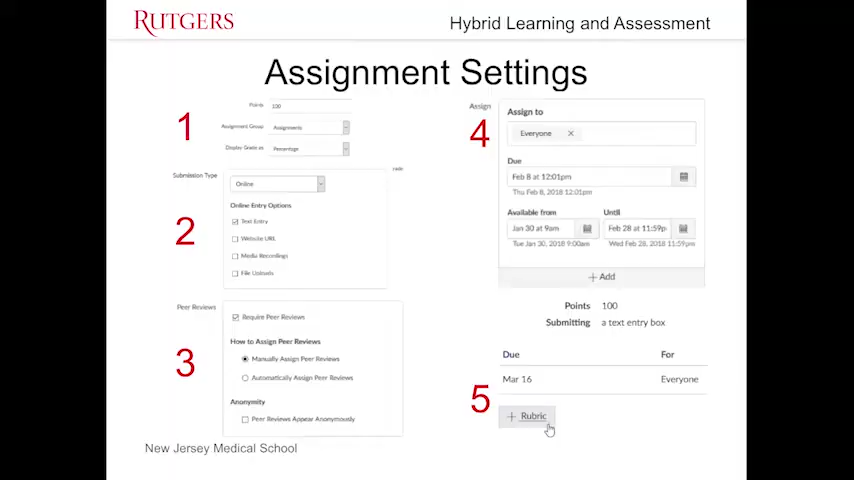 RUTGERS
Hybrid Learning and Assessment
Assignment Settings
1
Points 100
Assignment Group Assignments
Display Grade as Percentage
2
Submission Type
Online
Online Entry Options
Text Entry
Website URL
Media Recordings
File Uploads
3
Peer Reviews
Require Peer Reviews
How to Assign Peer Reviews
Manually Assign Peer Reviews
Automatically Assign Peer Reviews
Anonymity
Peer Reviews Appear Anonymously
4
Assign
Assign to
Everyone ×
Due
Feb 8 at 12:01pm
Thu Feb 8, 2018 12:01pm
Available from Until
Jan 30 at 9am Feb 28 at 11:59p
Tue Jan 30, 2018 9:00am Wed Feb 28, 2018 11:59pm
+ Add
Points 100
Submitting a text entry box
Due For
Mar 16 Everyone
5
+ Rubric
New Jersey Medical School